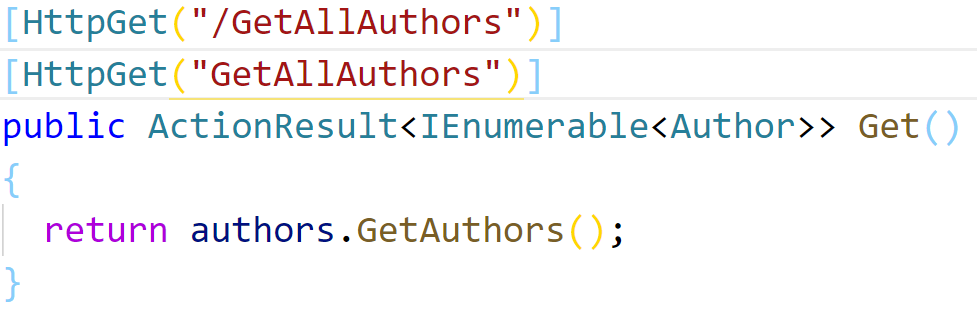 [HttpGet("/GetAllAuthors")]
[HttpGet("GetAllAuthors")]
public ActionResult<IEnumerable<Author>> Get()
{
return authors.GetAuthors();
}